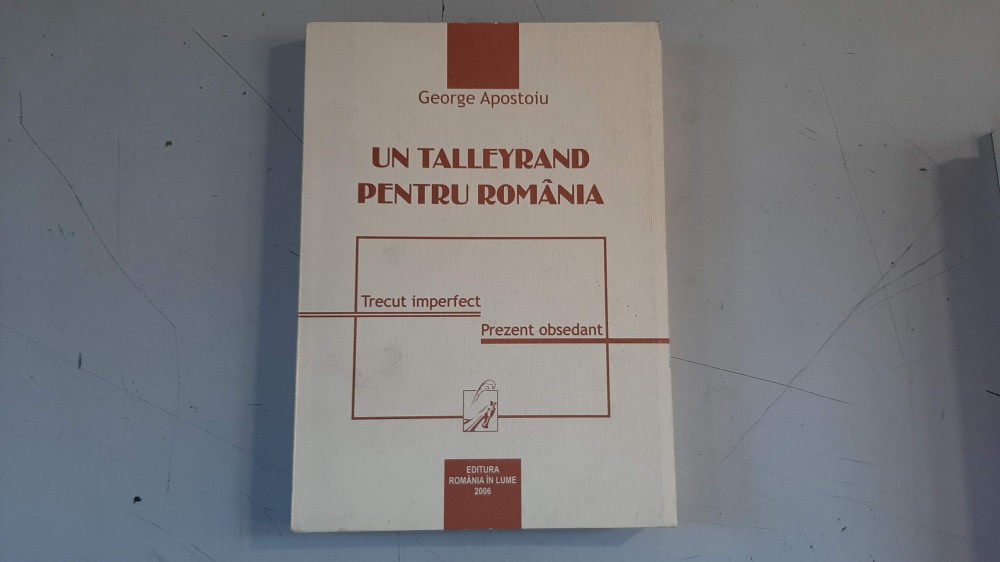 George Apostoiu
UN TALLEYRAND
PENTRU ROMÂNIA
Trecut imperfect
Prezent obsedant
EDITURA
ROMÂNIA ÎN LUME
2006